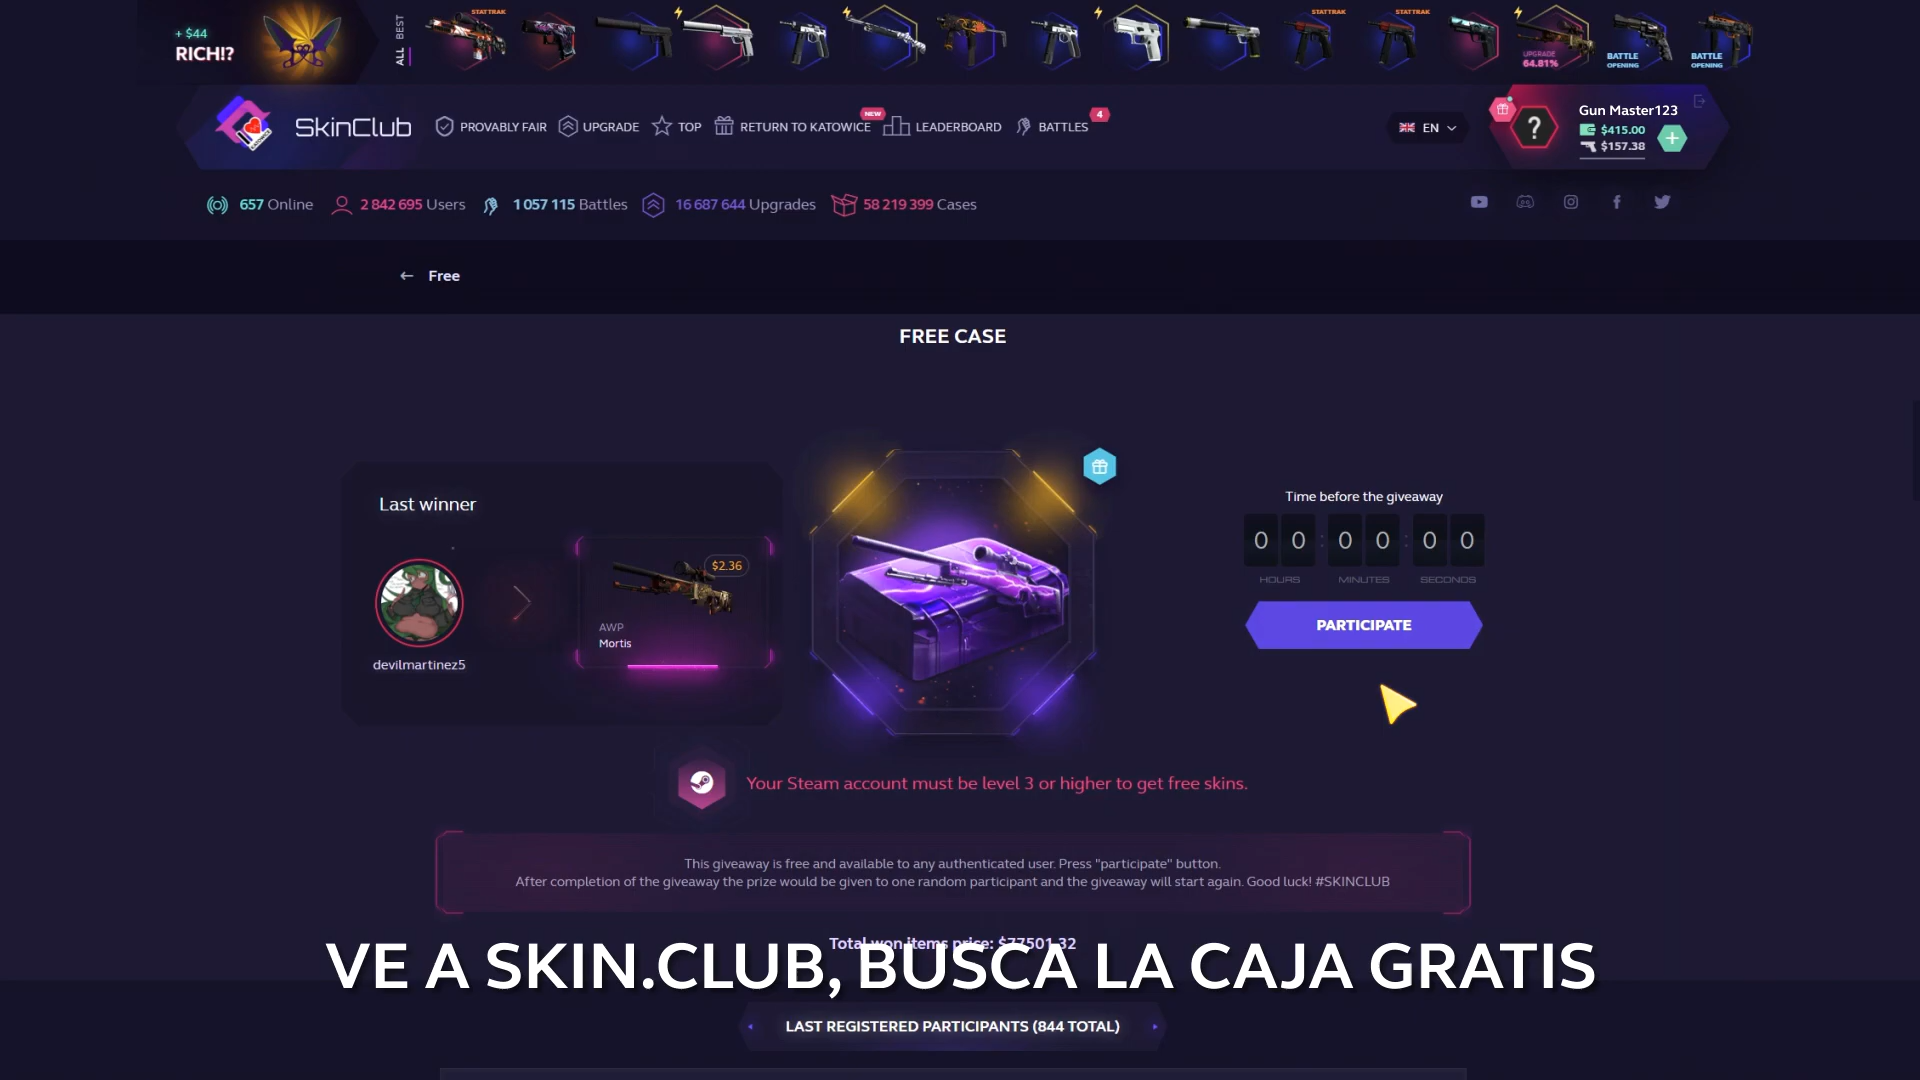 + $44
RICH!?
ALL BEST
STATTRAK
STATTRAK
STATTRAK
UPGRADE
64.81%
BATTLE
OPENING
BATTLE
OPENING
SkinClub
PROVABLY FAIR
UPGRADE
TOP
RETURN TO KATOWICE
NEW
LEADERBOARD
BATTLES
4
EN
?
Gun Master123
$415.00
$157.38
657 Online
2 842 695 Users
1 057 115 Battles
16 687 644 Upgrades
58 219 399 Cases
← Free
FREE CASE
Last winner
devilmartinez5
$2.36
AWP
Mortis
Time before the giveaway
0 0 : 0 0 : 0 0
HOURS MINUTES SECONDS
PARTICIPATE
Your Steam account must be level 3 or higher to get free skins.
This giveaway is free and available to any authenticated user. Press "participate" button.
After completion of the giveaway the prize would be given to one random participant and the giveaway will start again. Good luck! #SKINCLUB
Total won items price: $77501.32
VE A SKIN.CLUB, BUSCA LA CAJA GRATIS
LAST REGISTERED PARTICIPANTS (844 TOTAL)